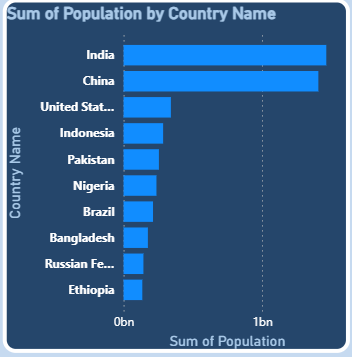 Sum of Population by Country Name
Country Name
India
China
United Stat...
Indonesia
Pakistan
Nigeria
Brazil
Bangladesh
Russian Fe...
Ethiopia
0bn 1bn
Sum of Population